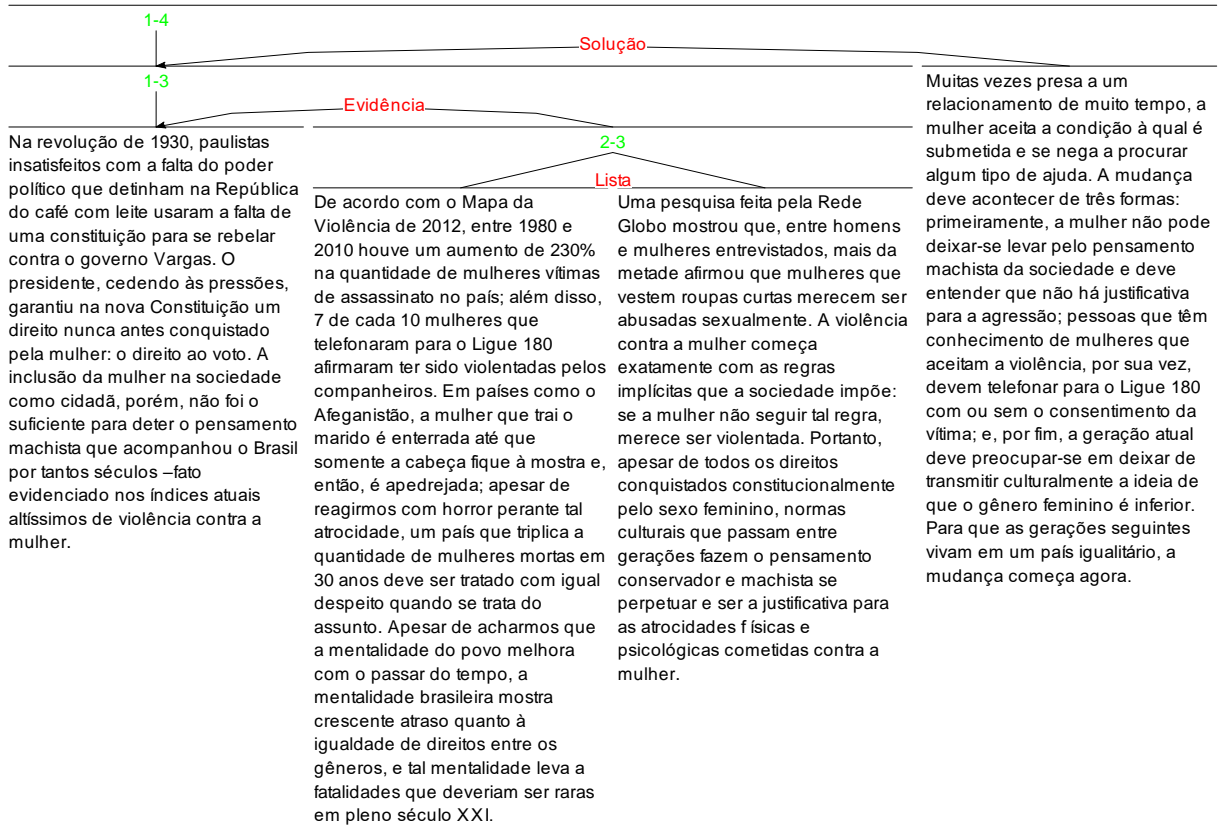 1-4
Solução
1-3
Evidência
2-3
Lista
Na revolução de 1930, paulistas
insatisfeitos com a falta do poder
político que detinham na República
do café com leite usaram a falta de
uma constituição para se rebelar
contra o governo Vargas. O
presidente, cedendo às pressões,
garantiu na nova Constituição um
direito nunca antes conquistado
pela mulher: o direito ao voto. A
inclusão da mulher na sociedade
como cidadã, porém, não foi o
suficiente para deter o pensamento
machista que acompanhou o Brasil
por tantos séculos –fato
evidenciado nos índices atuais
altíssimos de violência contra a
mulher.
De acordo com o Mapa da
Violência de 2012, entre 1980 e
2010 houve um aumento de 230%
na quantidade de mulheres vítimas
de assassinato no país; além disso,
7 de cada 10 mulheres que
telefonaram para o Ligue 180
afirmaram ter sido violentadas pelos
companheiros. Em países como o
Afeganistão, a mulher que trai o
marido é enterrada até que
somente a cabeça fique à mostra e,
então, é apedrejada; apesar de
reagirmos com horror perante tal
atrocidade, um país que triplica a
quantidade de mulheres mortas em
30 anos deve ser tratado com igual
despeito quando se trata do
assunto. Apesar de acharmos que
a mentalidade do povo melhora
com o passar do tempo, a
mentalidade brasileira mostra
crescente atraso quanto à
igualdade de direitos entre os
gêneros, e tal mentalidade leva a
fatalidades que deveriam ser raras
em pleno século XXI.
Uma pesquisa feita pela Rede
Globo mostrou que, entre homens
e mulheres entrevistados, mais da
metade afirmou que mulheres que
vestem roupas curtas merecem ser
abusadas sexualmente. A violência
contra a mulher começa
exatamente com as regras
implícitas que a sociedade impõe:
se a mulher não seguir tal regra,
merece ser violentada. Portanto,
apesar de todos os direitos
conquistados constitucionalmente
pelo sexo feminino, normas
culturais que passam entre
gerações fazem o pensamento
conservador e machista se
perpetuar e ser a justificativa para
as atrocidades f ísicas e
psicológicas cometidas contra a
mulher.
Muitas vezes presa a um
relacionamento de muito tempo, a
mulher aceita a condição à qual é
submetida e se nega a procurar
algum tipo de ajuda. A mudança
deve acontecer de três formas:
primeiramente, a mulher não pode
deixar-se levar pelo pensamento
machista da sociedade e deve
entender que não há justificativa
para a agressão; pessoas que têm
conhecimento de mulheres que
aceitam a violência, por sua vez,
devem telefonar para o Ligue 180
com ou sem o consentimento da
vítima; e, por fim, a geração atual
deve preocupar-se em deixar de
transmitir culturalmente a ideia de
que o gênero feminino é inferior.
Para que as gerações seguintes
vivam em um país igualitário, a
mudança começa agora.